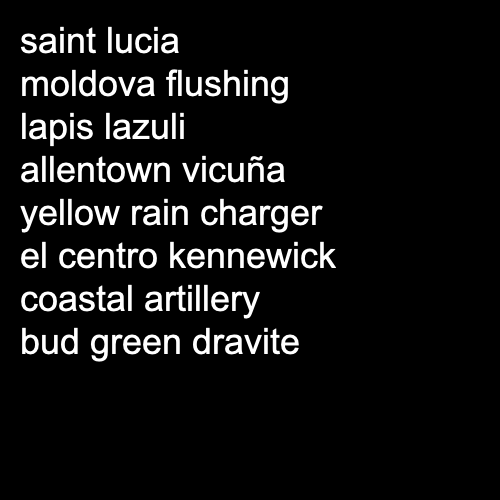 saint lucia
moldova flushing
lapis lazuli
allentown vicuña
yellow rain charger
el centro kennewick
coastal artillery
bud green dravite